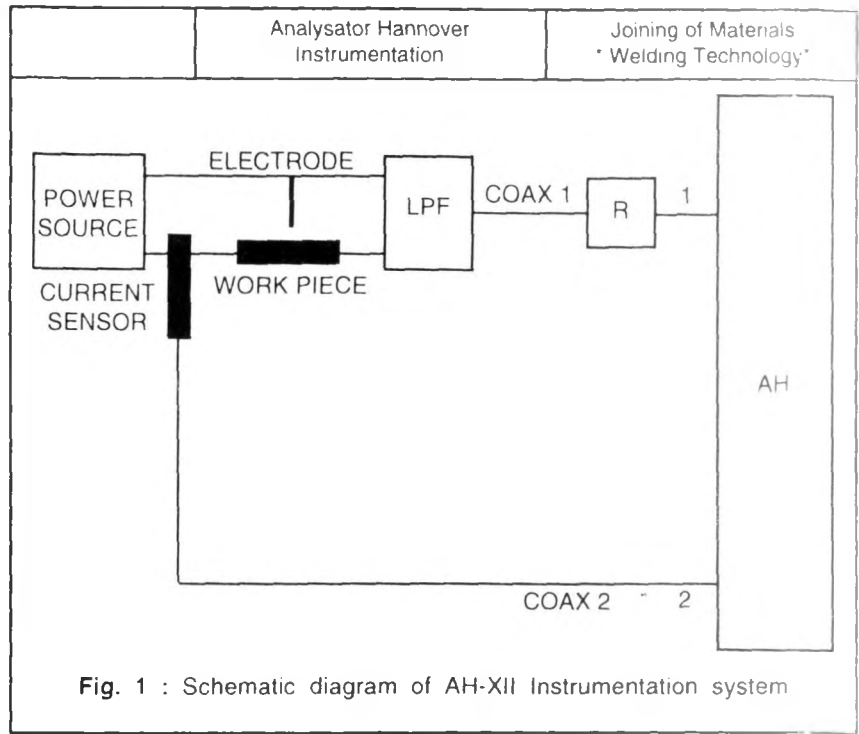 Analysator Hannover
Instrumentation
Joining of Materials
" Welding Technology"
ELECTRODE
POWER
SOURCE
LPF
COAX 1
R
1
CURRENT
SENSOR
WORK PIECE
AH
COAX 2 - 2
Fig. 1 : Schematic diagram of AH-XII Instrumentation system